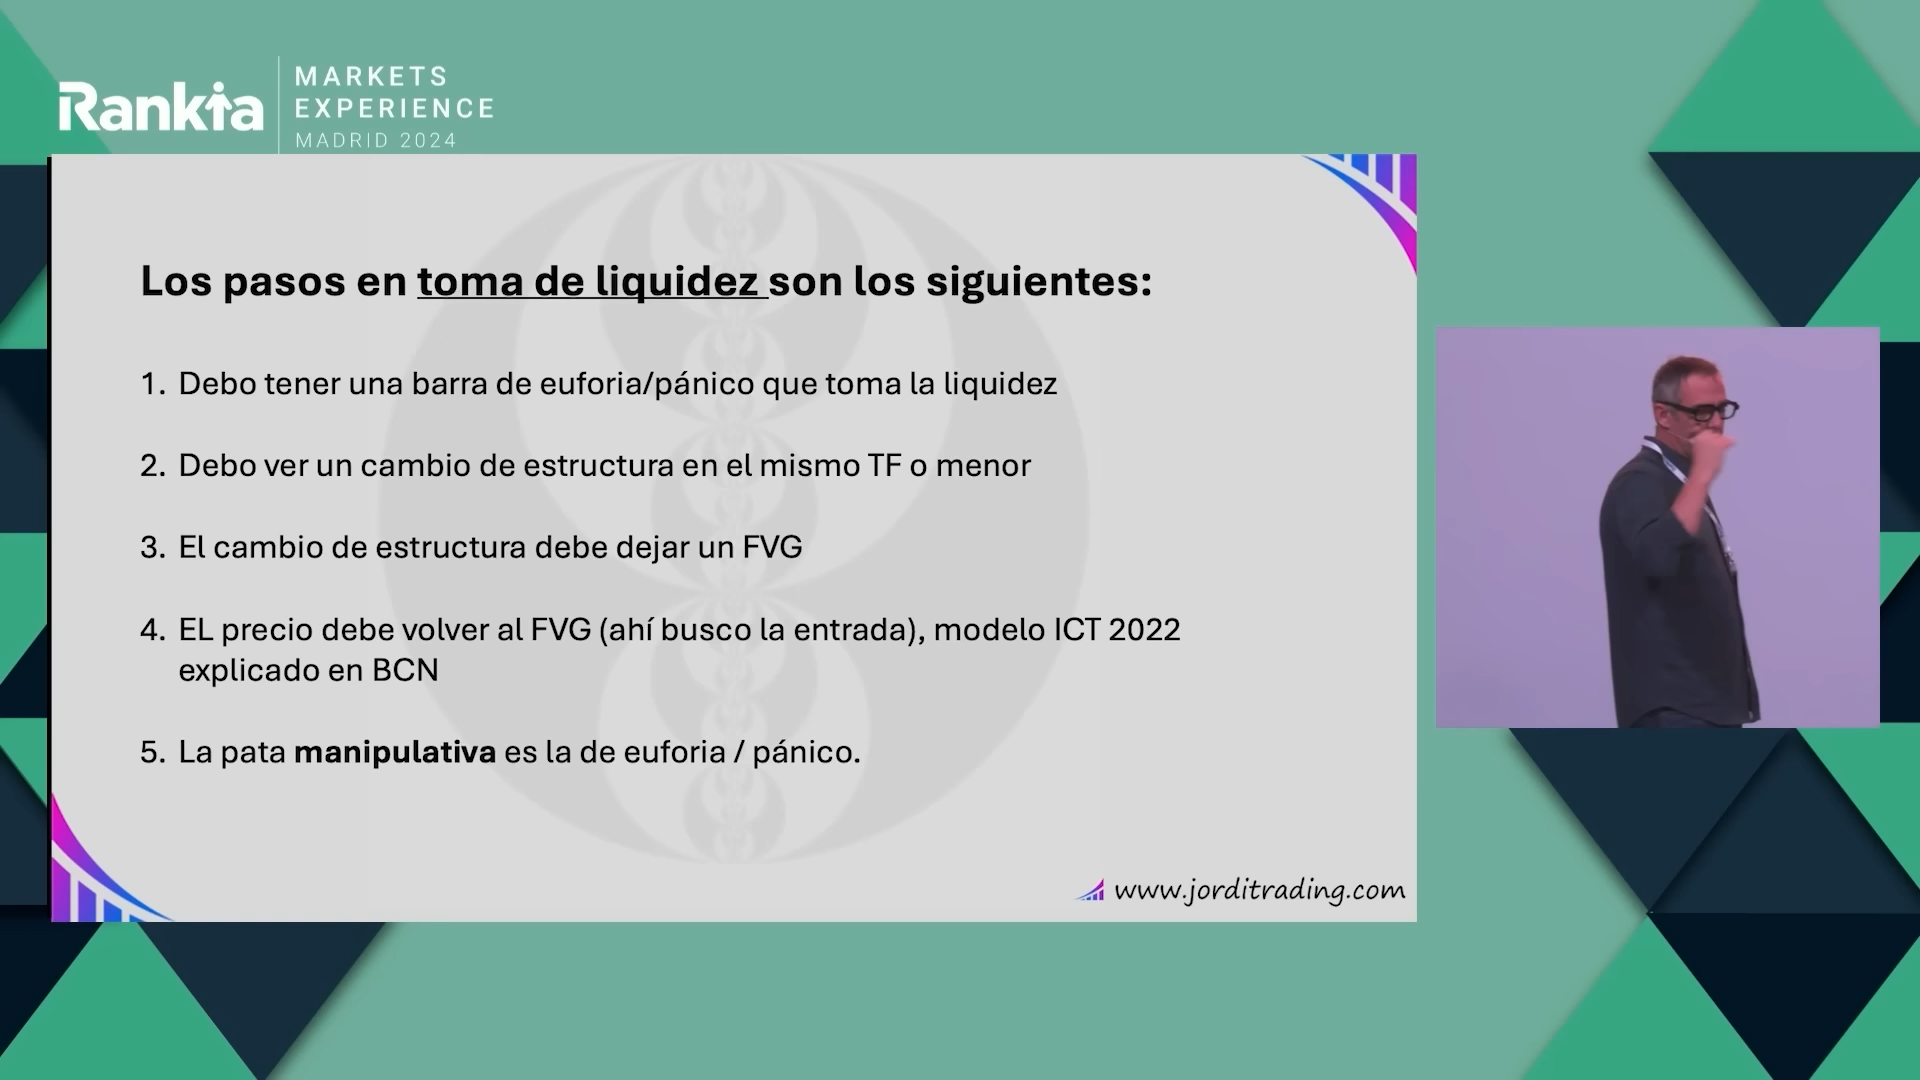 Rankia
MARKETS
EXPERIENCE
MADRID 2024
Los pasos en toma de liquidez son los siguientes:
1. Debo tener una barra de euforia/pánico que toma la liquidez
2. Debo ver un cambio de estructura en el mismo TF o menor
3. El cambio de estructura debe dejar un FVG
4. EL precio debe volver al FVG (ahí busco la entrada), modelo ICT 2022
explicado en BCN
5. La pata manipulativa es la de euforia / pánico.
www.jorditrading.com